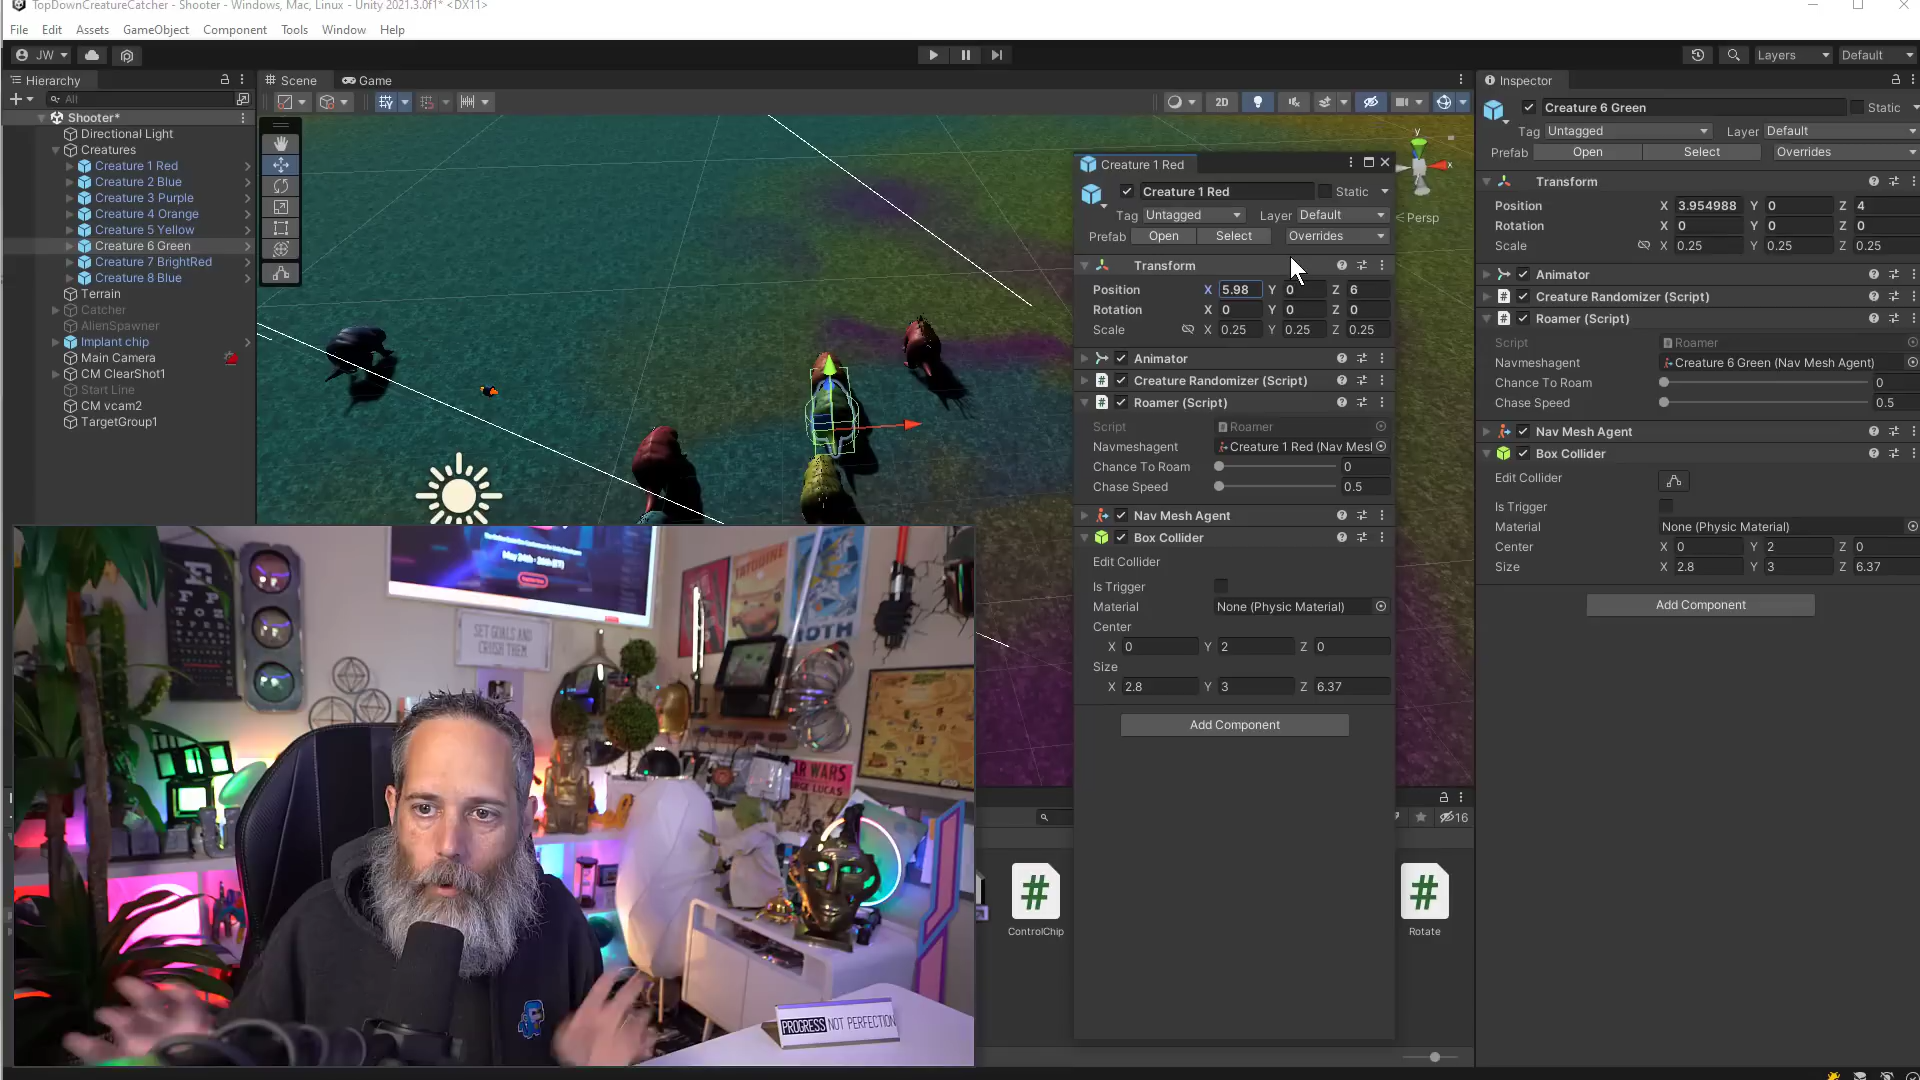 TopDownCreatureCatcher - Shooter - Windows, Mac, Linux - Unity 2021.3.0f1* <DX11>
File Edit Assets GameObject Component Tools Window Help
JW Layers Default
Hierarchy
All
Shooter*
Directional Light
Creatures
Creature 1 Red
Creature 2 Blue
Creature 3 Purple
Creature 4 Orange
Creature 5 Yellow
Creature 6 Green
Creature 7 BrightRed
Creature 8 Blue
Terrain
Catcher
AlienSpawner
Implant chip
Main Camera
CM ClearShot1
Start Line
CM vcam2
TargetGroup1
Scene Game
2D
y
x
Persp
Creature 1 Red
Creature 1 Red Static
Tag Untagged Layer Default
Prefab Open Select Overrides
Transform
Position X 5.98 Y 0 Z 6
Rotation X 0 Y 0 Z 0
Scale X 0.25 Y 0.25 Z 0.25
Animator
Creature Randomizer (Script)
Roamer (Script)
Script Roamer
Navmeshagent Creature 1 Red (Nav Mesl
Chance To Roam 0
Chase Speed 0.5
Nav Mesh Agent
Box Collider
Edit Collider
Is Trigger
Material None (Physic Material)
Center
X 0 Y 2 Z 0
Size
X 2.8 Y 3 Z 6.37
Add Component
Inspector
Creature 6 Green Static
Tag Untagged Layer Default
Prefab Open Select Overrides
Transform
Position X 3.954988 Y 0 Z 4
Rotation X 0 Y 0 Z 0
Scale X 0.25 Y 0.25 Z 0.25
Animator
Creature Randomizer (Script)
Roamer (Script)
Script Roamer
Navmeshagent Creature 6 Green (Nav Mesh Agent)
Chance To Roam 0
Chase Speed 0.5
Nav Mesh Agent
Box Collider
Edit Collider
Is Trigger
Material None (Physic Material)
Center X 0 Y 2 Z 0
Size X 2.8 Y 3 Z 6.37
Add Component
16
ControlChip
Rotate
SET GOALS AND
CRUSH THEM
PROGRESS NOT PERFECTION